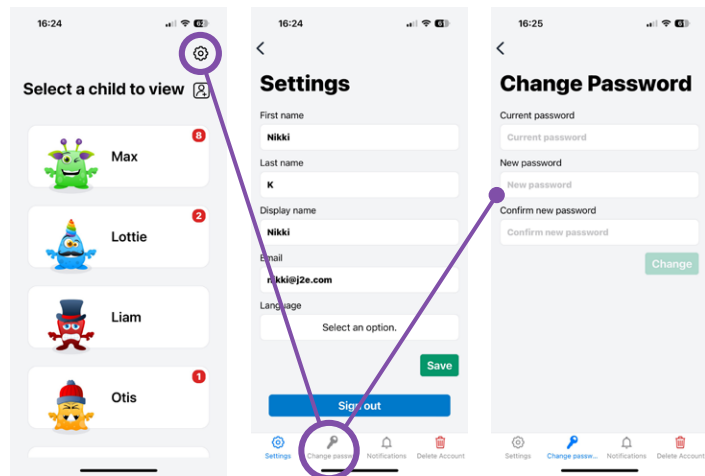 16:24
Select a child to view
8
Max
2
Lottie
Liam
1
Otis
16:24
Settings
First name
Nikki
Last name
K
Display name
Nikki
Email
nikki@j2e.com
Language
Select an option.
Save
Sign out
Settings
Change passw
Notifications
Delete Account
16:25
Change Password
Current password
Current password
New password
New password
Confirm new password
Confirm new password
Change
Settings
Change passw...
Notifications
Delete Account